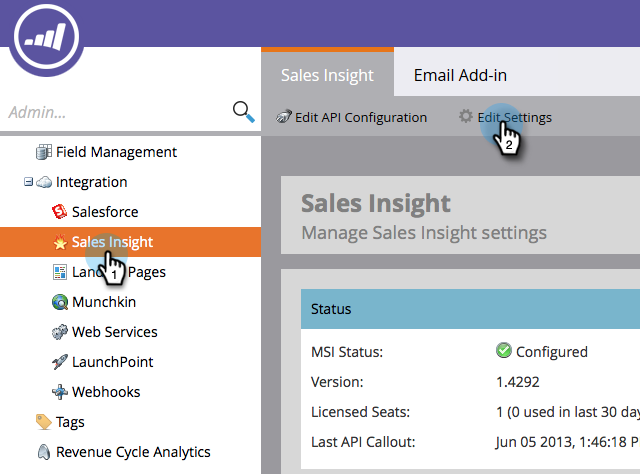 Sales Insight
Email Add-in
Admin...
Edit API Configuration
Edit Settings
2
Field Management
Integration
Salesforce
Sales Insight
1
Pages
Munchkin
Web Services
LaunchPoint
Webhooks
Tags
Revenue Cycle Analytics
Sales Insight
Manage Sales Insight settings
Status
MSI Status: Configured
Version: 1.4292
Licensed Seats: 1 (0 used in last 30 day
Last API Callout: Jun 05 2013, 1:46:18 P